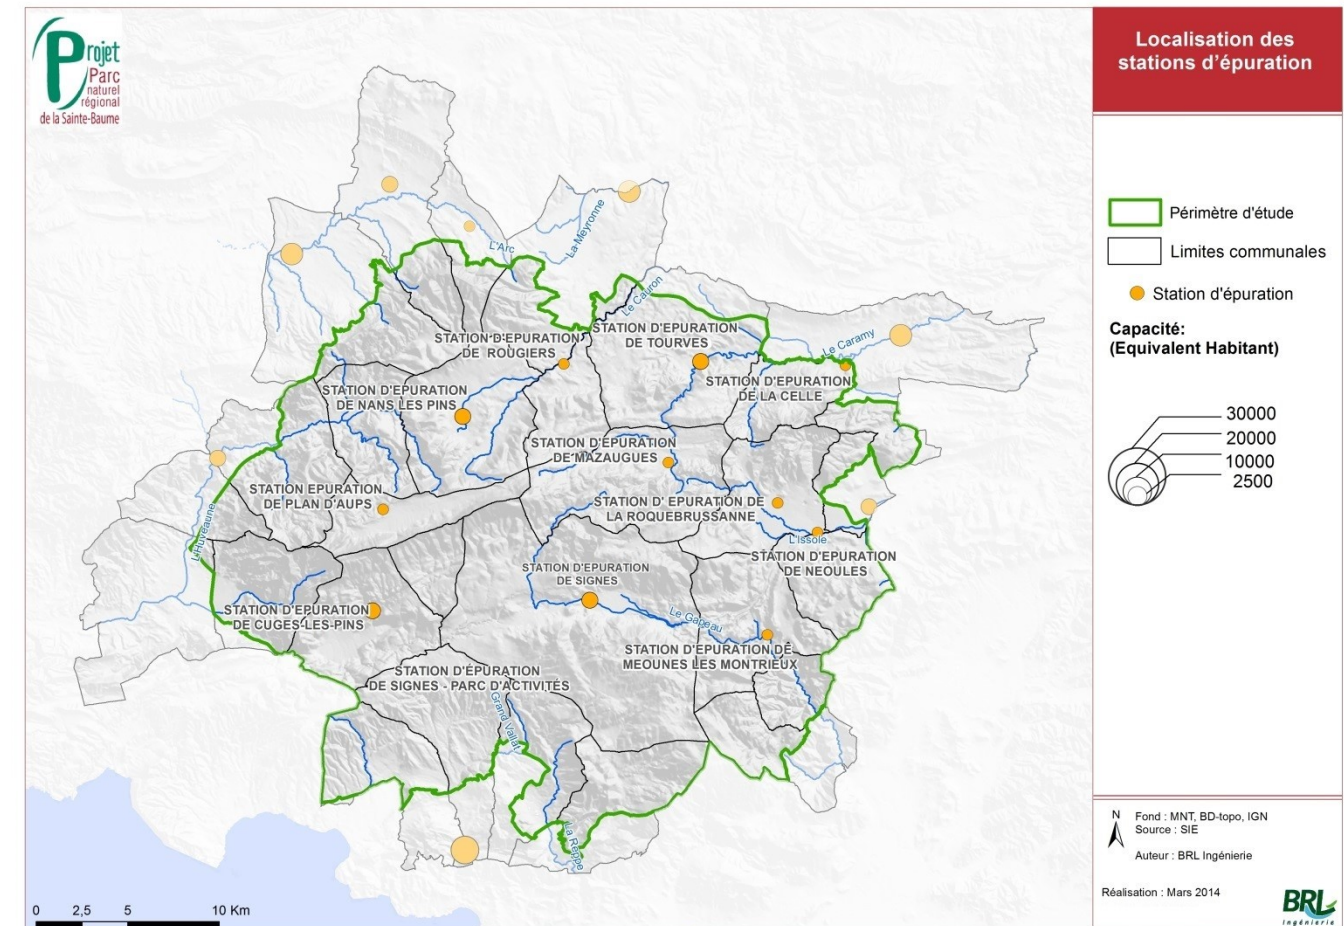 Projet
Parc
naturel
régional
de la Sainte-Baume
Localisation des
stations d'épuration
Périmètre d'étude
Limites communales
Station d'épuration
Capacité:
(Equivalent Habitant)
30000
20000
10000
2500
L'Arc
La Meyronne
Le Cauron
Le Caramy
STATION D'EPURATION
DE ROUGIERS
STATION D'EPURATION
DE TOURVES
STATION D'EPURATION
DE NANS LES PINS
STATION D'EPURATION
DE LA CELLE
STATION D'EPURATION
DE MAZAUGUES
STATION EPURATION
DE PLAN D'AUPS
STATION D' EPURATION DE
LA ROQUEBRUSSANNE
L'Huveaune
L'Issole
STATION D'EPURATION
DE NEOULES
STATION D'EPURATION
DE SIGNES
STATION D'EPURATION
DE CUGES-LES-PINS
Le Gapeau
STATION D'EPURATION DE
MEOUNES LES MONTRIEUX
STATION D'ÉPURATION
DE SIGNES - PARC D'ACTIVITÉS
Grand Vallat
La Reppe
0 2,5 5 10 Km
N
Fond : MNT, BD-topo, IGN
Source : SIE
Auteur : BRL Ingénierie
Réalisation : Mars 2014
BRL
Ingénierie